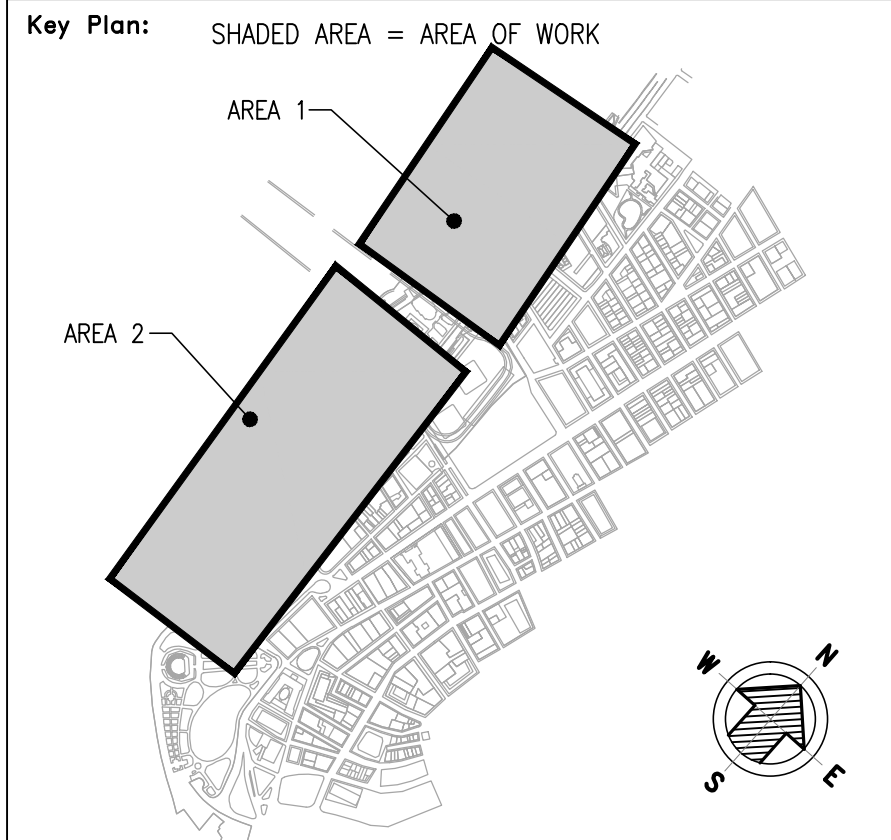 Key Plan:
SHADED AREA = AREA OF WORK
AREA 1
AREA 2
W
N
S
E